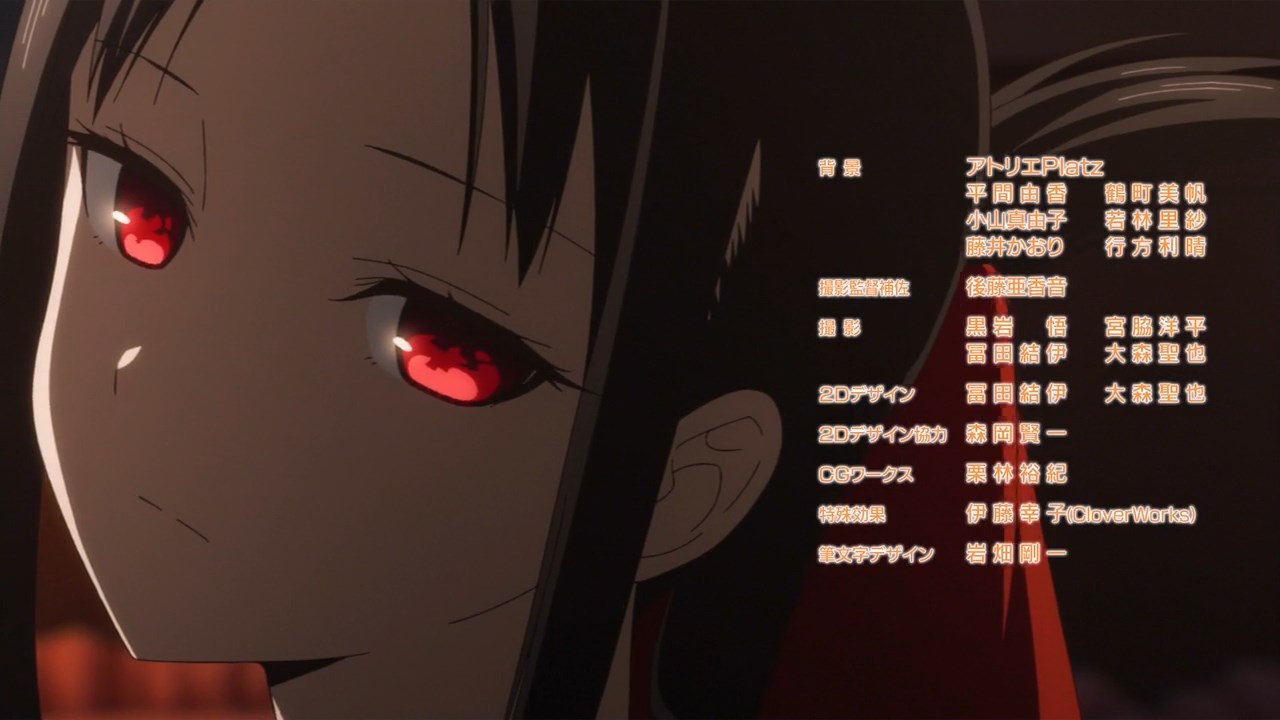 背景 アトリエPlatz
平間由香 鶴町美帆
小山真由子 若林里紗
藤井かおり 行方利晴
撮影監督補佐 後藤亜香音
撮影 黒岩 悟 宮脇洋平
冨田結伊 大森聖也
2Dデザイン 冨田結伊 大森聖也
2Dデザイン協力 森岡賢一
CGワークス 栗林裕紀
特殊効果 伊藤幸子(CloverWorks)
筆文字デザイン 岩畑剛一